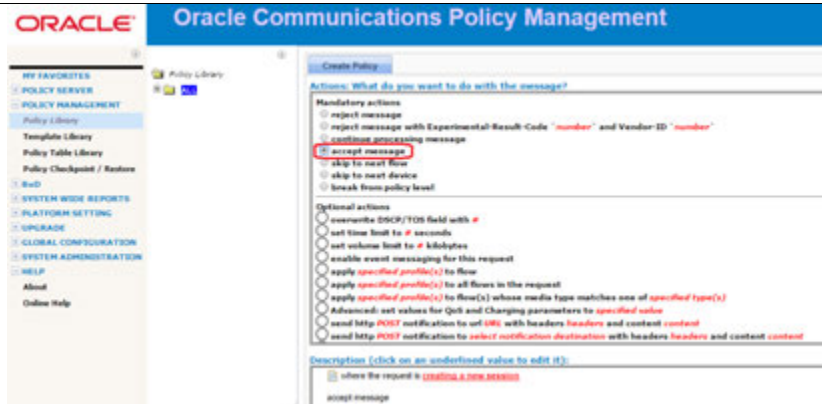 ORACLE
Oracle Communications Policy Management
MY FAVORITES
POLICY SERVER
POLICY MANAGEMENT
Policy Library
Template Library
Policy Table Library
Policy Checkpoint / Restore
BoD
SYSTEM WIDE REPORTS
PLATFORM SETTING
UPGRADE
GLOBAL CONFIGURATION
SYSTEM ADMINISTRATION
HELP
About
Online Help
Policy Library
ALL
Create Policy
Actions: What do you want to do with the message?
Mandatory actions
reject message
reject message with Experimental-Result-Code `number` and Vendor-ID `number`
continue processing message
accept message
skip to next flow
skip to next device
break from policy level
Optional actions
overwrite DSCP/TOS field with #
set time limit to # seconds
set volume limit to # kilobytes
enable event messaging for this request
apply specified profile(s) to flow
apply specified profile(s) to all flows in the request
apply specified profile(s) to flow(s) whose media type matches one of specified type(s)
Advanced: set values for QoS and Charging parameters to specified value
send http POST notification to url URL with headers headers and content content
send http POST notification to select notification destination with headers headers and content content
Description (click on an underlined value to edit it):
where the request is creating a new session
accept message